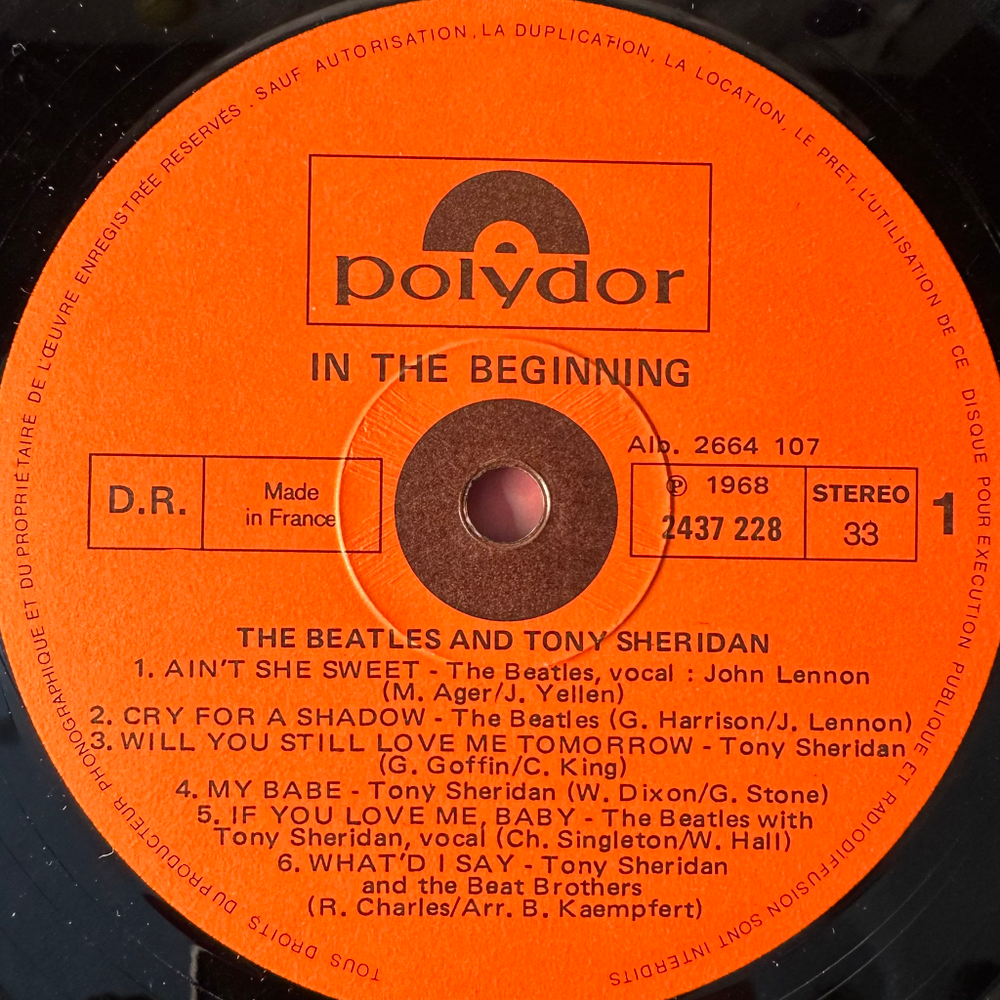 TOUS DROITS DU PRODUCTEUR PHONOGRAPHIQUE ET DU PROPRIÉTAIRE DE L'ŒUVRE ENREGISTRÉE RESERVÉS . SAUF AUTORISATION, LA DUPLICATION, LA LOCATION, LE PRET, L'UTILISATION DE CE DISQUE POUR EXECUTION PUBLIQUE ET RADIODIFFUSION SONT INTERDITS
polydor
IN THE BEGINNING
Alb. 2664 107
D.R.
Made
in France
℗ 1968
2437 228
STEREO
33
1
THE BEATLES AND TONY SHERIDAN
1. AIN'T SHE SWEET - The Beatles, vocal : John Lennon
(M. Ager/J. Yellen)
2. CRY FOR A SHADOW - The Beatles (G. Harrison/J. Lennon)
3. WILL YOU STILL LOVE ME TOMORROW - Tony Sheridan
(G. Goffin/C. King)
4. MY BABE - Tony Sheridan (W. Dixon/G. Stone)
5. IF YOU LOVE ME, BABY - The Beatles with
Tony Sheridan, vocal (Ch. Singleton/W. Hall)
6. WHAT'D I SAY - Tony Sheridan
and the Beat Brothers
(R. Charles/Arr. B. Kaempfert)